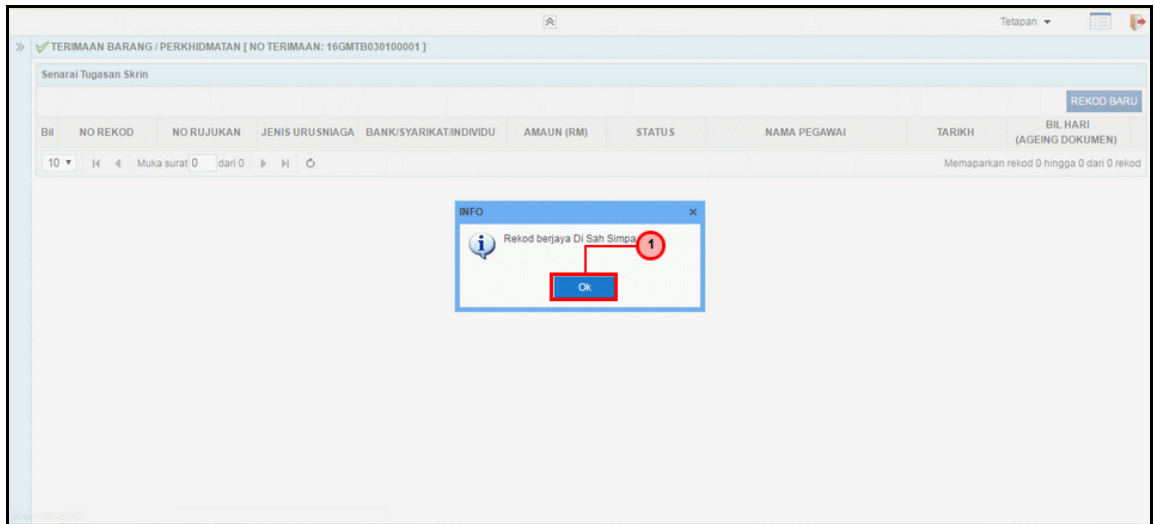 Tetapan
TERIMAAN BARANG / PERKHIDMATAN [ NO TERIMAAN: 16GMTB030100001 ]
Senarai Tugasan Skrin
REKOD BARU
Bil NO REKOD NO RUJUKAN JENIS URUSNIAGA BANK/SYARIKAT/INDIVIDU AMAUN (RM) STATUS NAMA PEGAWAI TARIKH BIL HARI
(AGEING DOKUMEN)
10 Muka surat 0 dari 0 Memaparkan rekod 0 hingga 0 dari 0 rekod
INFO
Rekod berjaya Di Sah Simpa
1
Ok